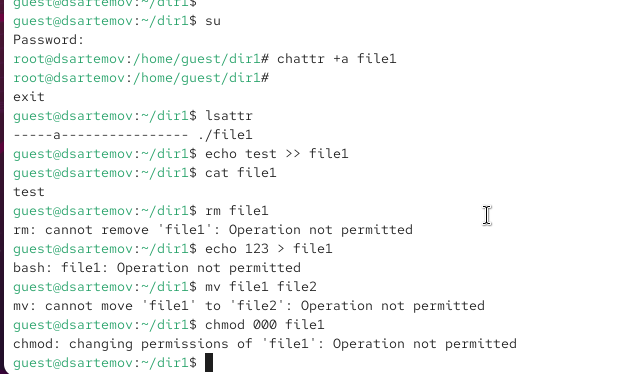 guest@dsartemov:~/dir1$
guest@dsartemov:~/dir1$ su
Password:
root@dsartemov:/home/guest/dir1# chattr +a file1
root@dsartemov:/home/guest/dir1#
exit
guest@dsartemov:~/dir1$ lsattr
-----a---------------- ./file1
guest@dsartemov:~/dir1$ echo test >> file1
guest@dsartemov:~/dir1$ cat file1
test
guest@dsartemov:~/dir1$ rm file1
rm: cannot remove 'file1': Operation not permitted
guest@dsartemov:~/dir1$ echo 123 > file1
bash: file1: Operation not permitted
guest@dsartemov:~/dir1$ mv file1 file2
mv: cannot move 'file1' to 'file2': Operation not permitted
guest@dsartemov:~/dir1$ chmod 000 file1
chmod: changing permissions of 'file1': Operation not permitted
guest@dsartemov:~/dir1$